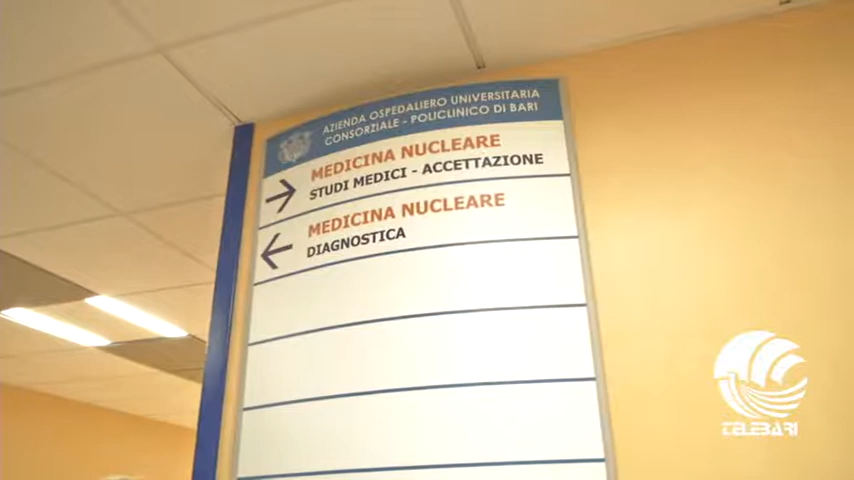 AZIENDA OSPEDALIERO UNIVERSITARIA
CONSORZIALE - POLICLINICO DI BARI
MEDICINA NUCLEARE
STUDI MEDICI - ACCETTAZIONE
MEDICINA NUCLEARE
DIAGNOSTICA
TELEBARI